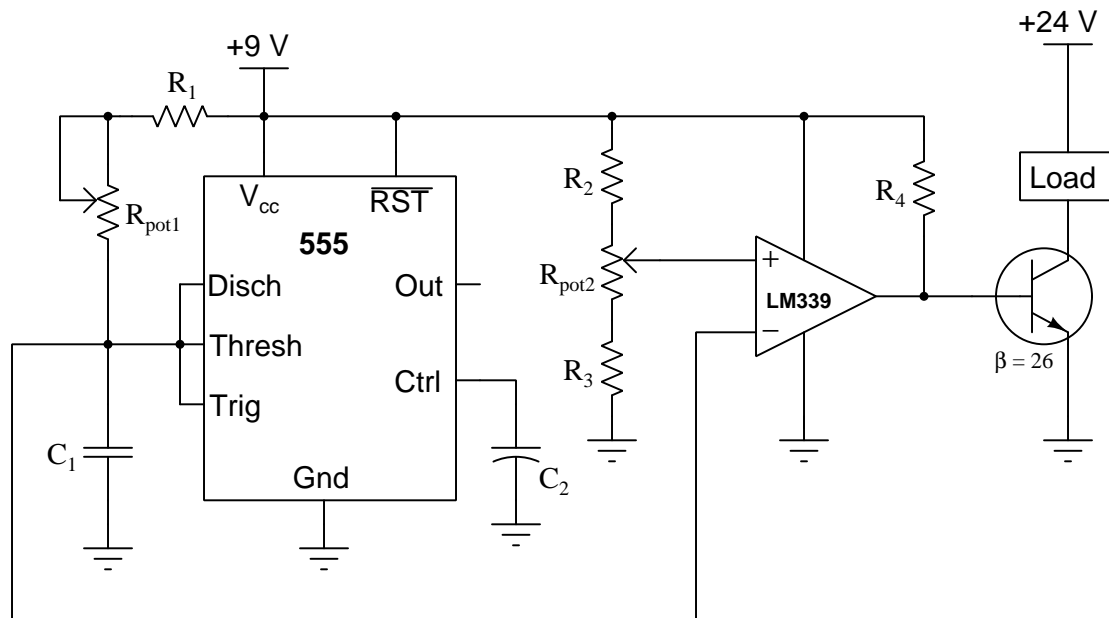 +24 V
+9 V
R1
Vcc
RST
R2
R4
Load
Rpot1
555
Disch
Out
Rpot2
+
LM339
−
Thresh
R3
Ctrl
β = 26
Trig
C1
Gnd
C2